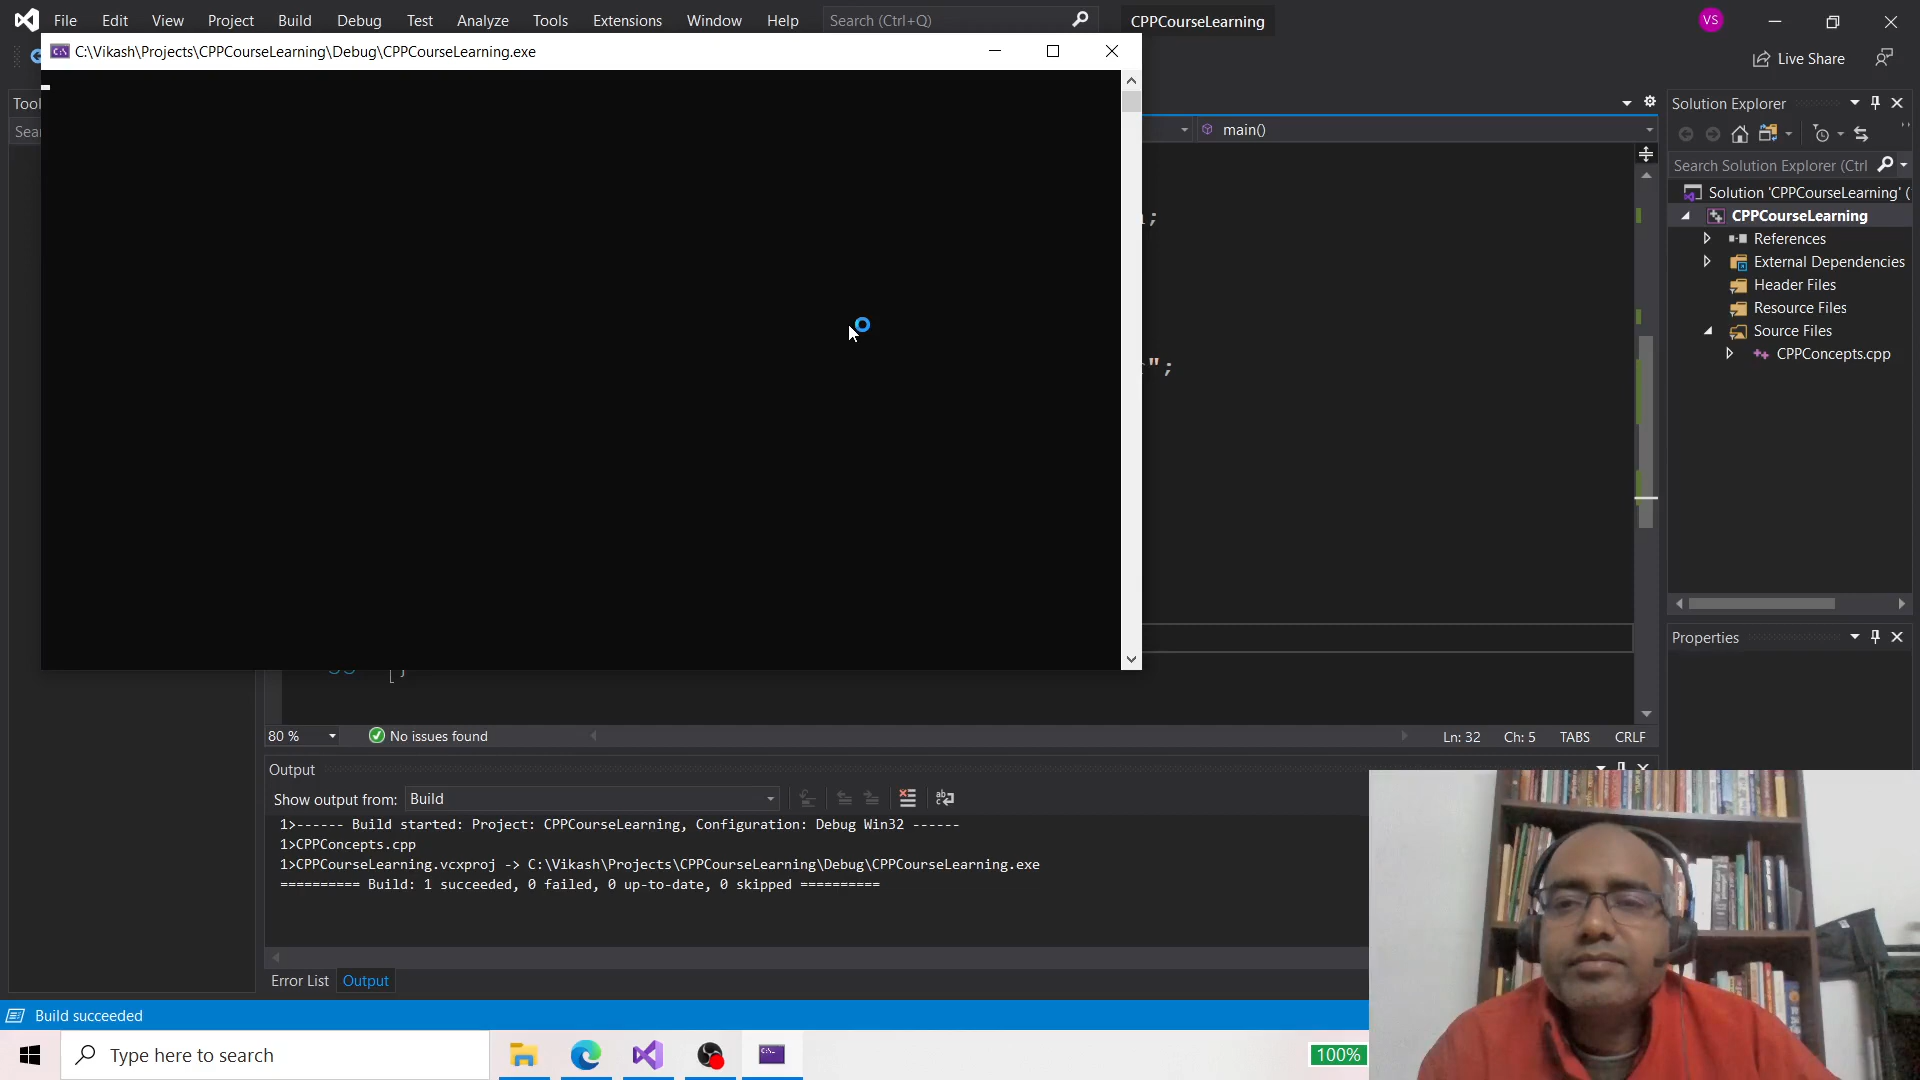 File Edit View Project Build Debug Test Analyze Tools Extensions Window Help Search (Ctrl+Q) CPPCourseLearning VS
C:\Vikash\Projects\CPPCourseLearning\Debug\CPPCourseLearning.exe
Live Share
Tool
Sear
main()
Solution Explorer
Search Solution Explorer (Ctrl
Solution 'CPPCourseLearning' (
CPPCourseLearning
References
External Dependencies
Header Files
Resource Files
Source Files
CPPConcepts.cpp
;
";
Properties
}
80 % No issues found Ln: 32 Ch: 5 TABS CRLF
Output
Show output from: Build
1>------ Build started: Project: CPPCourseLearning, Configuration: Debug Win32 ------
1>CPPConcepts.cpp
1>CPPCourseLearning.vcxproj -> C:\Vikash\Projects\CPPCourseLearning\Debug\CPPCourseLearning.exe
========== Build: 1 succeeded, 0 failed, 0 up-to-date, 0 skipped ==========
Error List Output
Build succeeded
Type here to search
100%